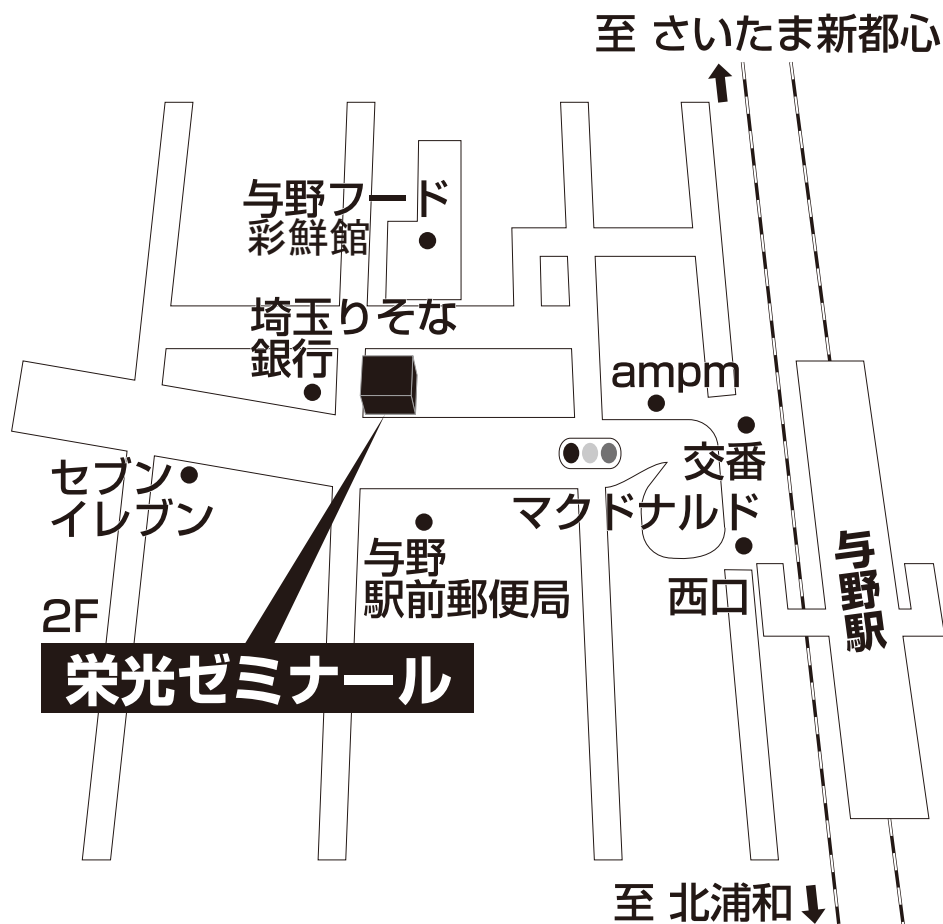 至 さいたま新都心
与野フード
彩鮮館
埼玉りそな
銀行
ampm
交番
セブン
イレブン
マクドナルド
与野
駅前郵便局
西口
与野駅
2F
栄光ゼミナール
至 北浦和